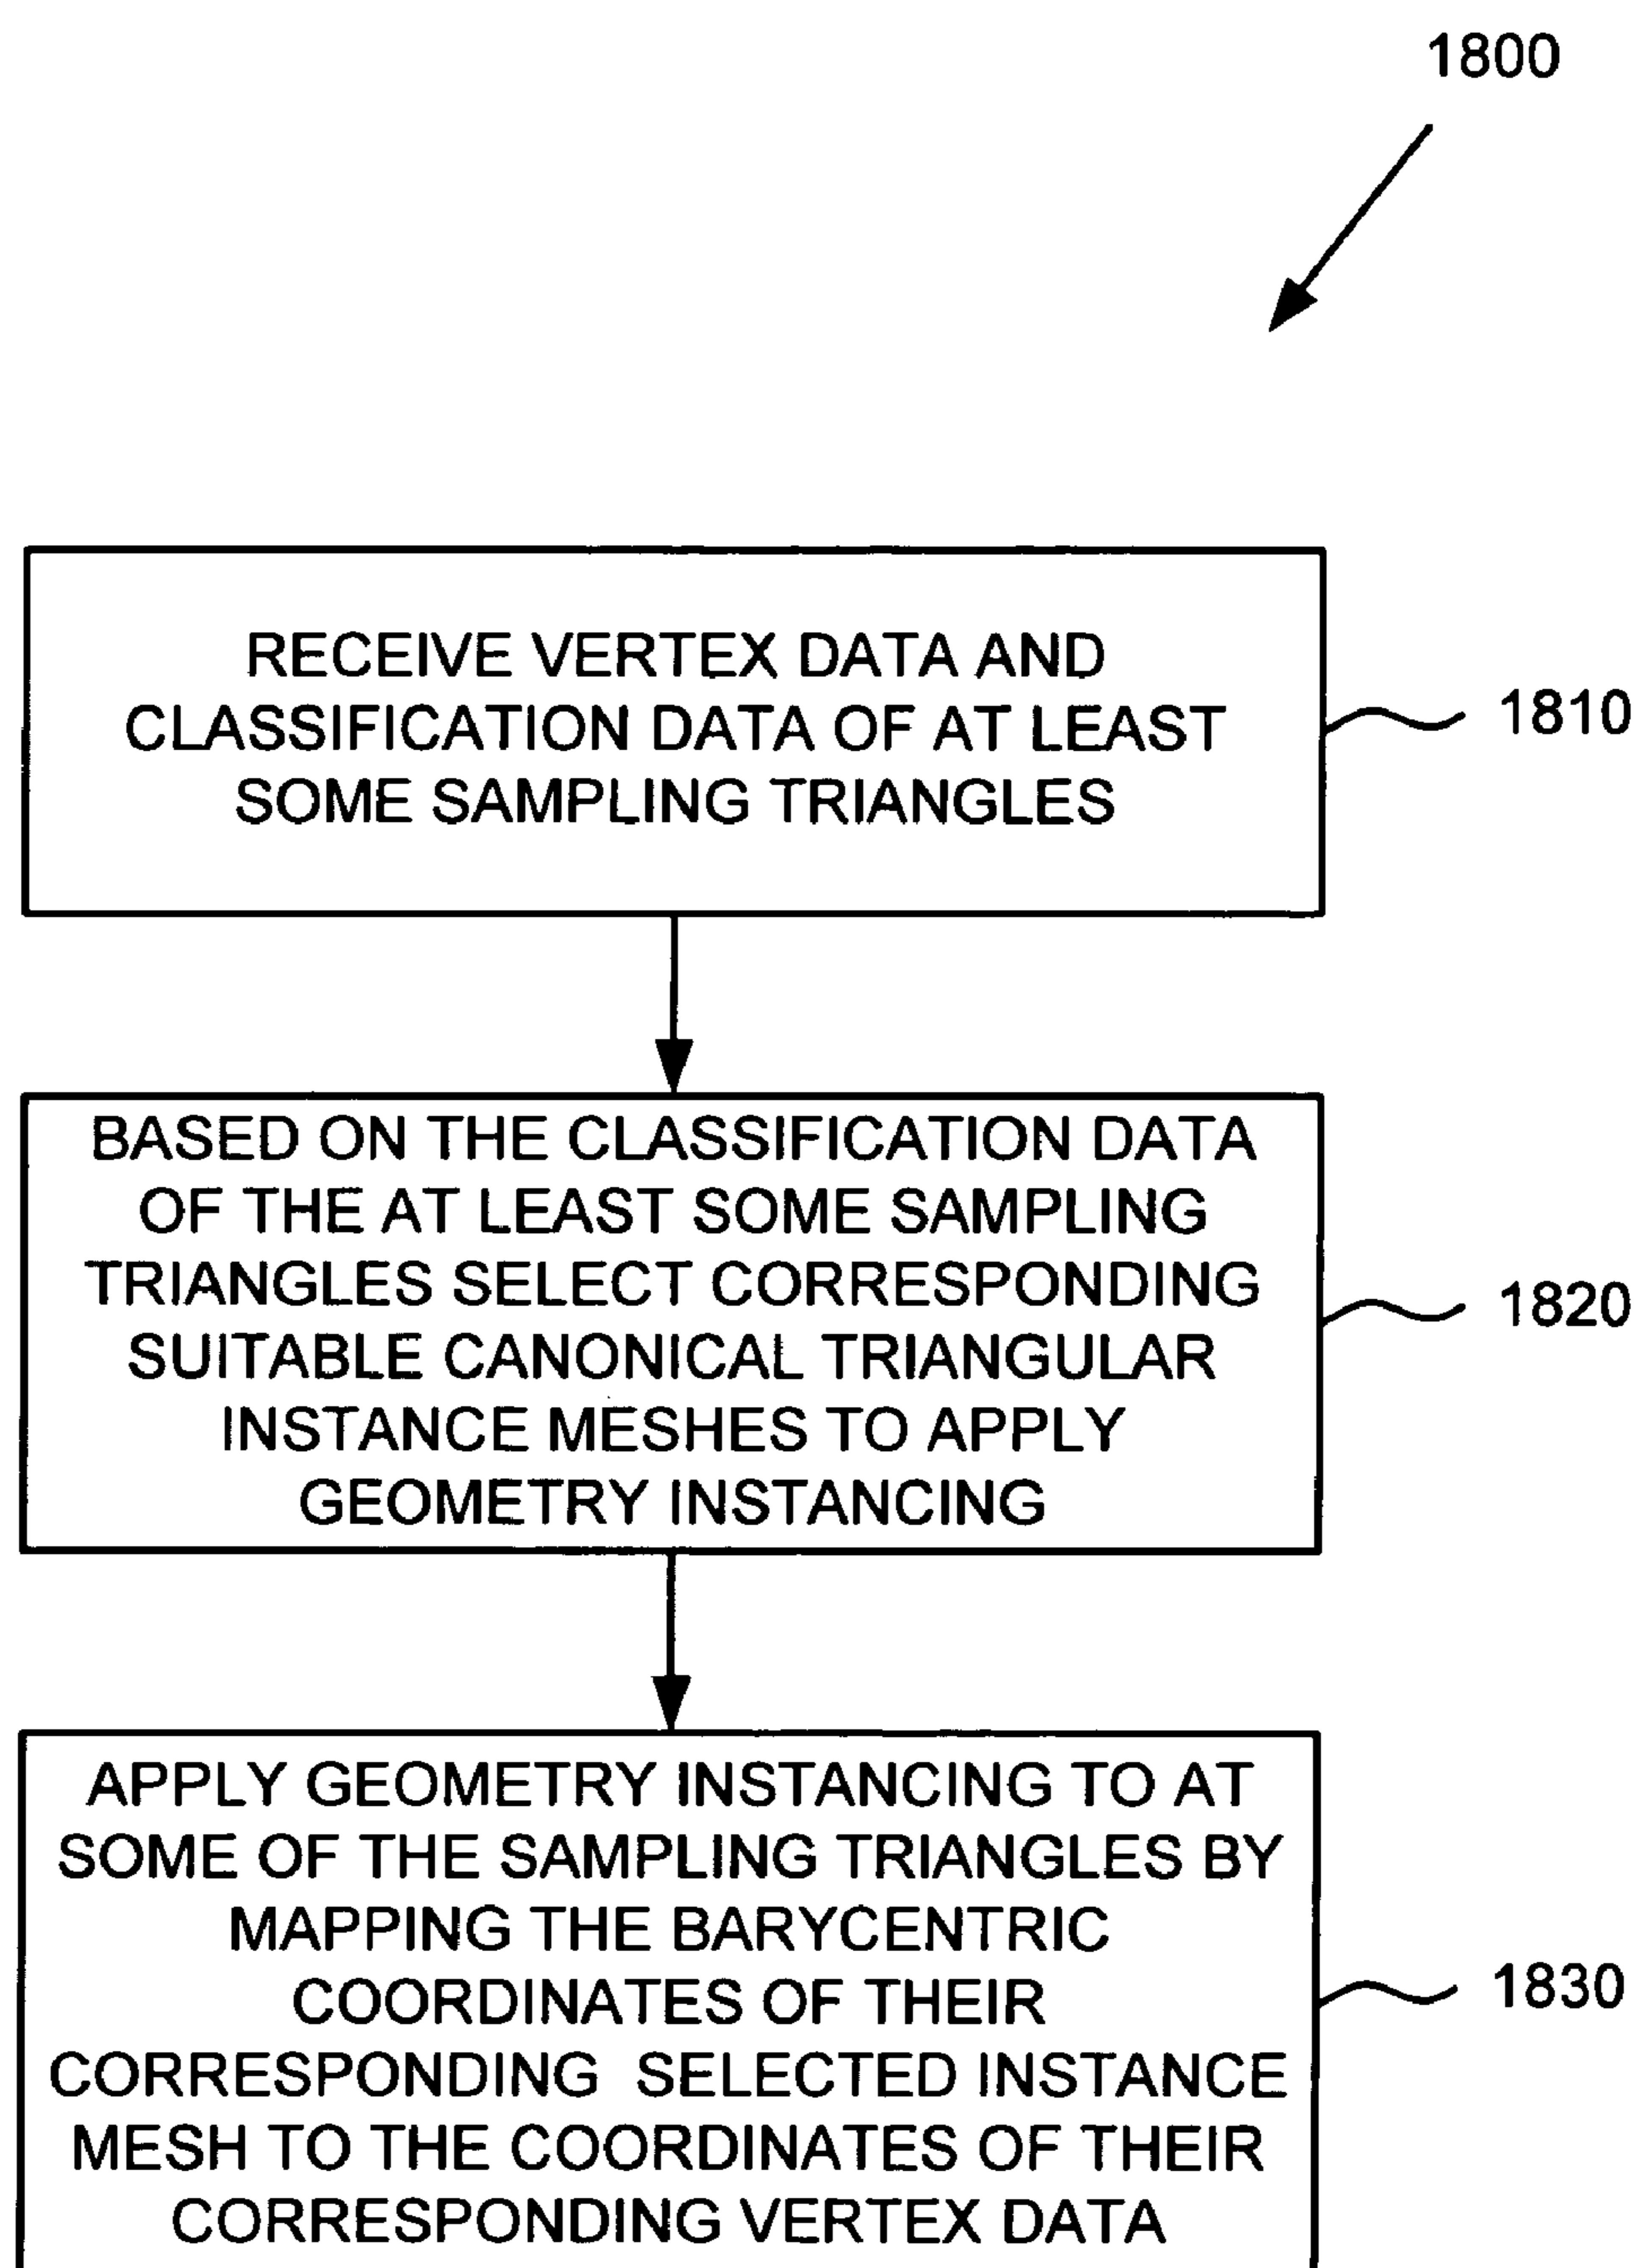 1800
RECEIVE VERTEX DATA AND
CLASSIFICATION DATA OF AT LEAST
SOME SAMPLING TRIANGLES
1810
BASED ON THE CLASSIFICATION DATA
OF THE AT LEAST SOME SAMPLING
TRIANGLES SELECT CORRESPONDING
SUITABLE CANONICAL TRIANGULAR
INSTANCE MESHES TO APPLY
GEOMETRY INSTANCING
1820
APPLY GEOMETRY INSTANCING TO AT
SOME OF THE SAMPLING TRIANGLES BY
MAPPING THE BARYCENTRIC
COORDINATES OF THEIR
CORRESPONDING SELECTED INSTANCE
MESH TO THE COORDINATES OF THEIR
CORRESPONDING VERTEX DATA
1830